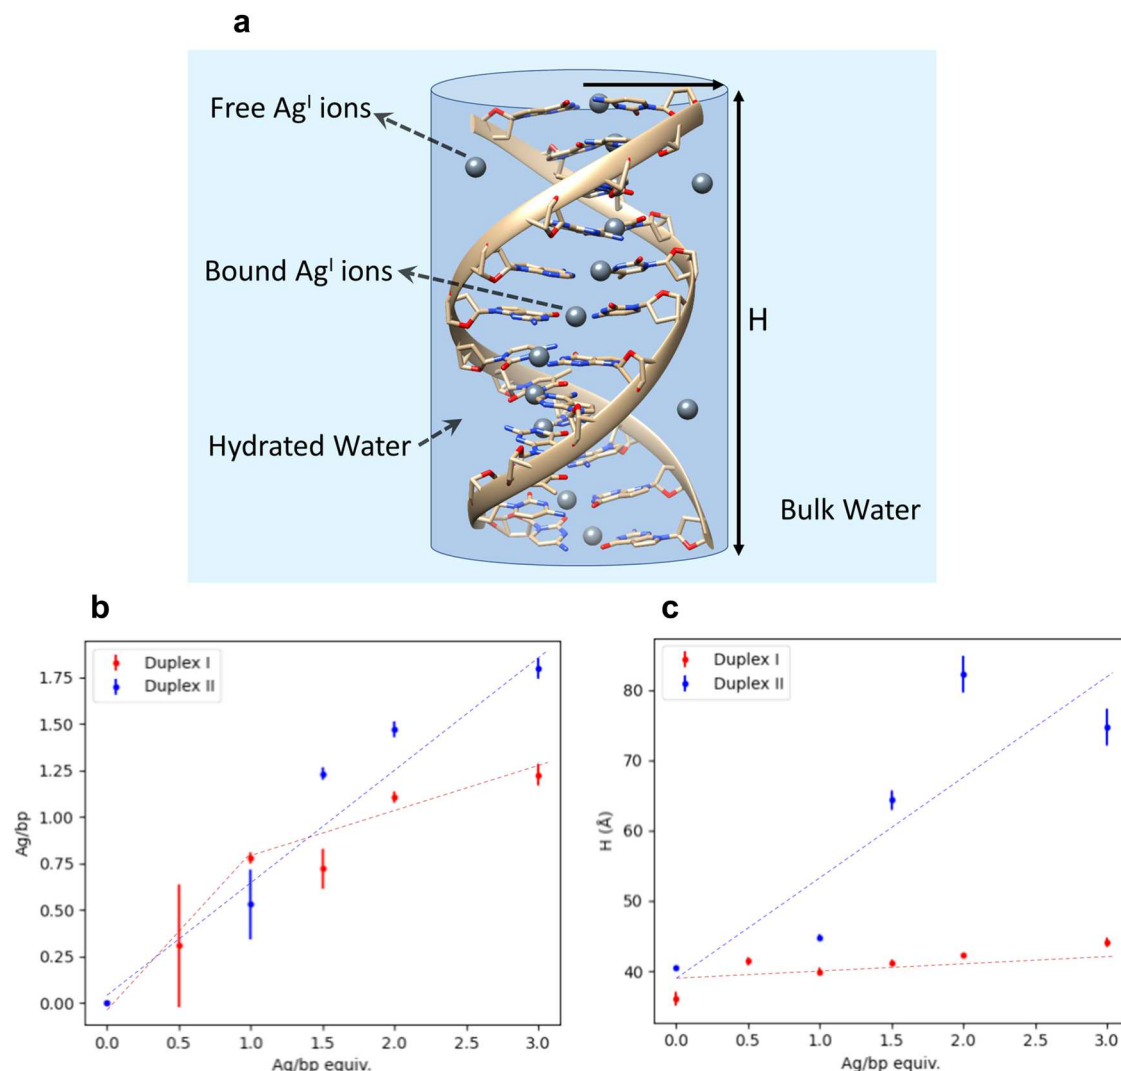 a
Free Agᴵ ions
Bound Agᴵ ions
H
Hydrated Water
Bulk Water
b
Duplex I
Duplex II
1.75
1.50
1.25
1.00
0.75
0.50
0.25
0.00
Ag/bp
0.0 0.5 1.0 1.5 2.0 2.5 3.0
Ag/bp equiv.
c
Duplex I
Duplex II
80
70
60
50
40
H (Å)
0.0 0.5 1.0 1.5 2.0 2.5 3.0
Ag/bp equiv.